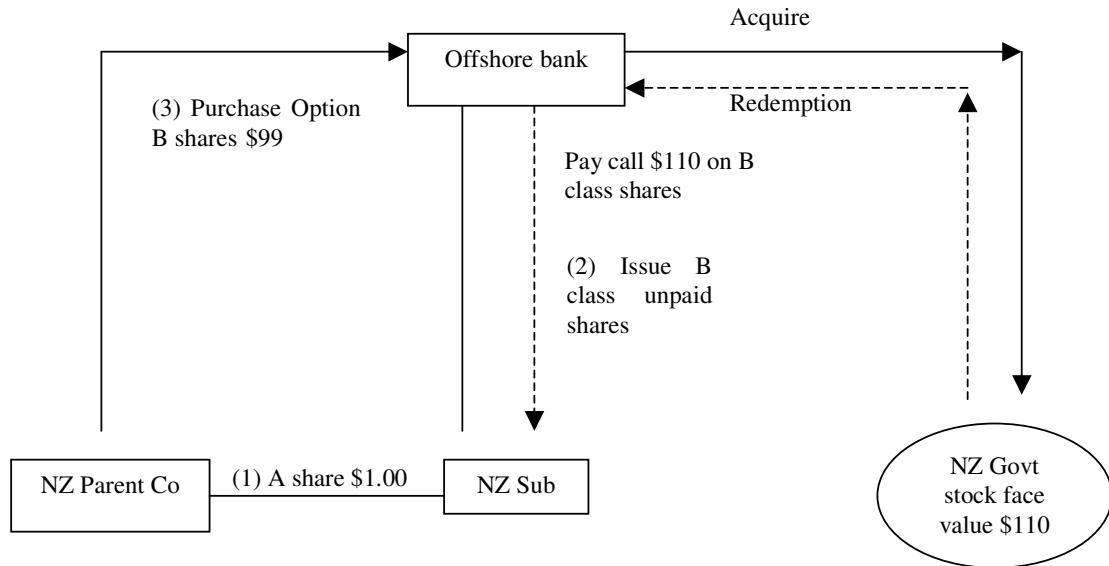 Acquire
Offshore bank
(3) Purchase Option
B shares $99
Redemption
Pay call $110 on B
class shares
(2) Issue B
class unpaid
shares
NZ Parent Co
(1) A share $1.00
NZ Sub
NZ Govt
stock face
value $110